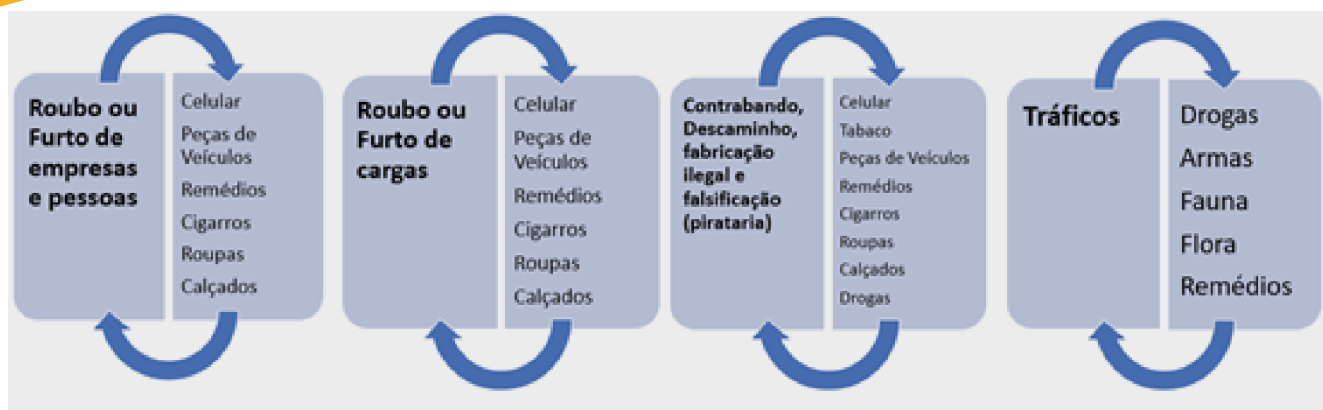 Roubo ou
Furto de
empresas
e pessoas
Celular
Peças de
Veículos
Remédios
Cigarros
Roupas
Calçados
Roubo ou
Furto de
cargas
Celular
Peças de
Veículos
Remédios
Cigarros
Roupas
Calçados
Contrabando,
Descaminho,
fabricação
ilegal e
falsificação
(pirataria)
Celular
Tabaco
Peças de Veículos
Remédios
Cigarros
Roupas
Calçados
Drogas
Tráficos
Drogas
Armas
Fauna
Flora
Remédios